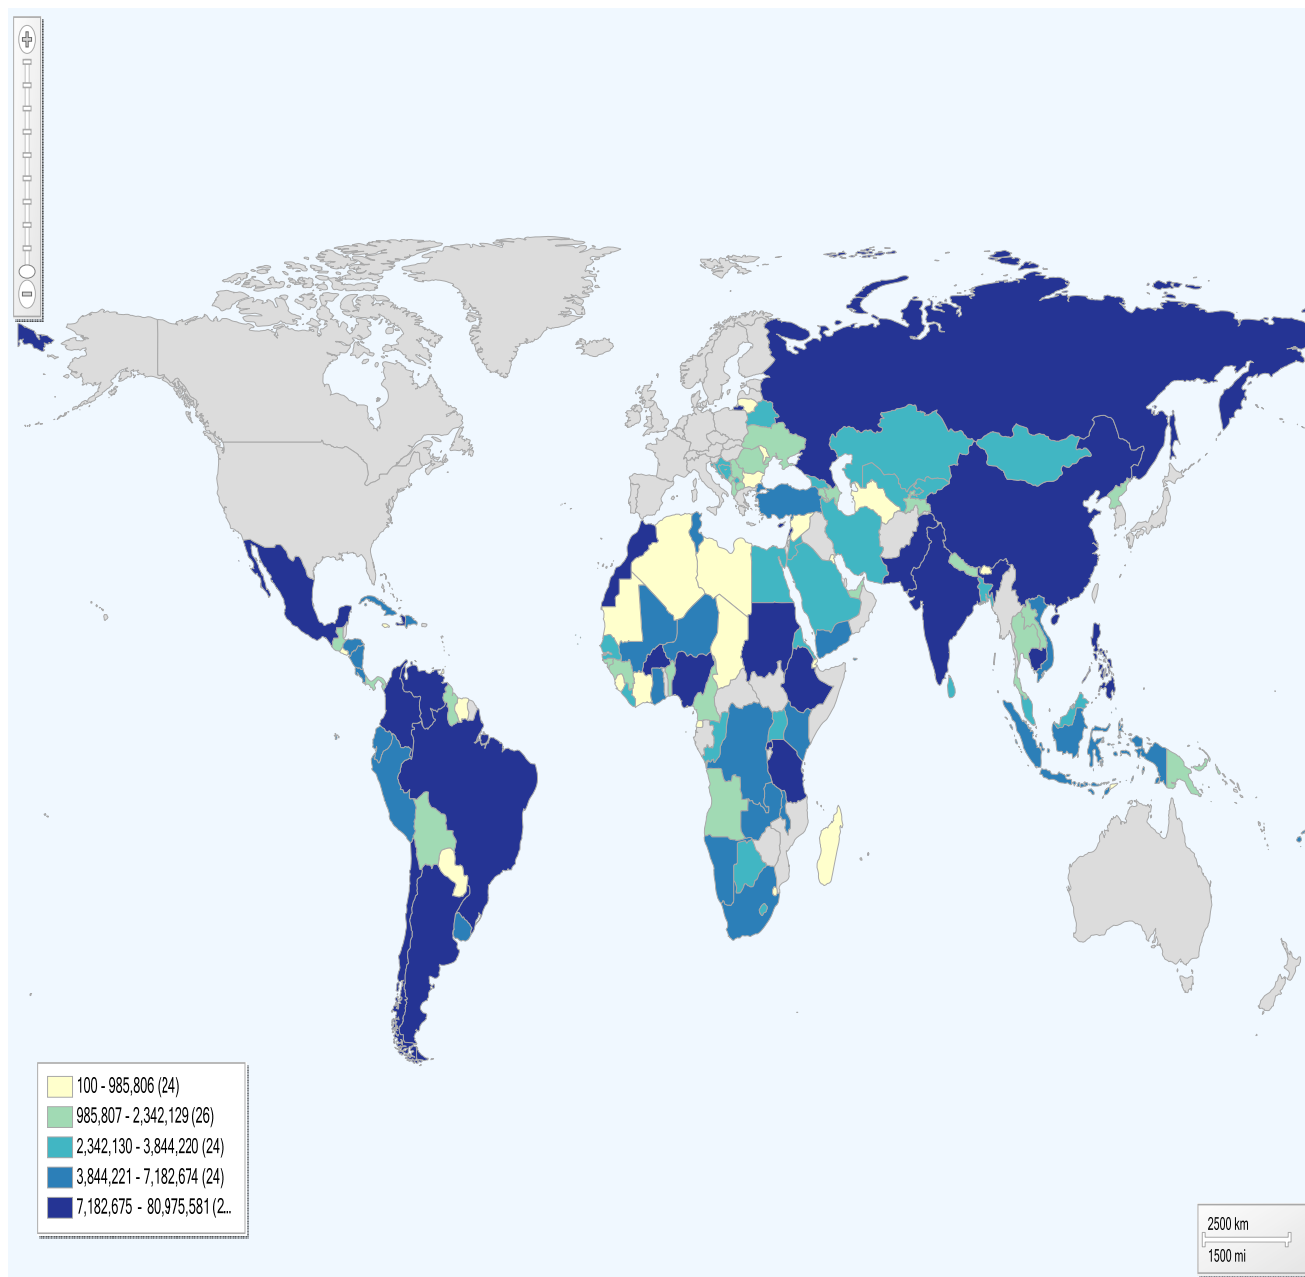 100 - 985,806 (24)
985,807 - 2,342,129 (26)
2,342,130 - 3,844,220 (24)
3,844,221 - 7,182,674 (24)
7,182,675 - 80,975,581 (2...
2500 km
1500 mi